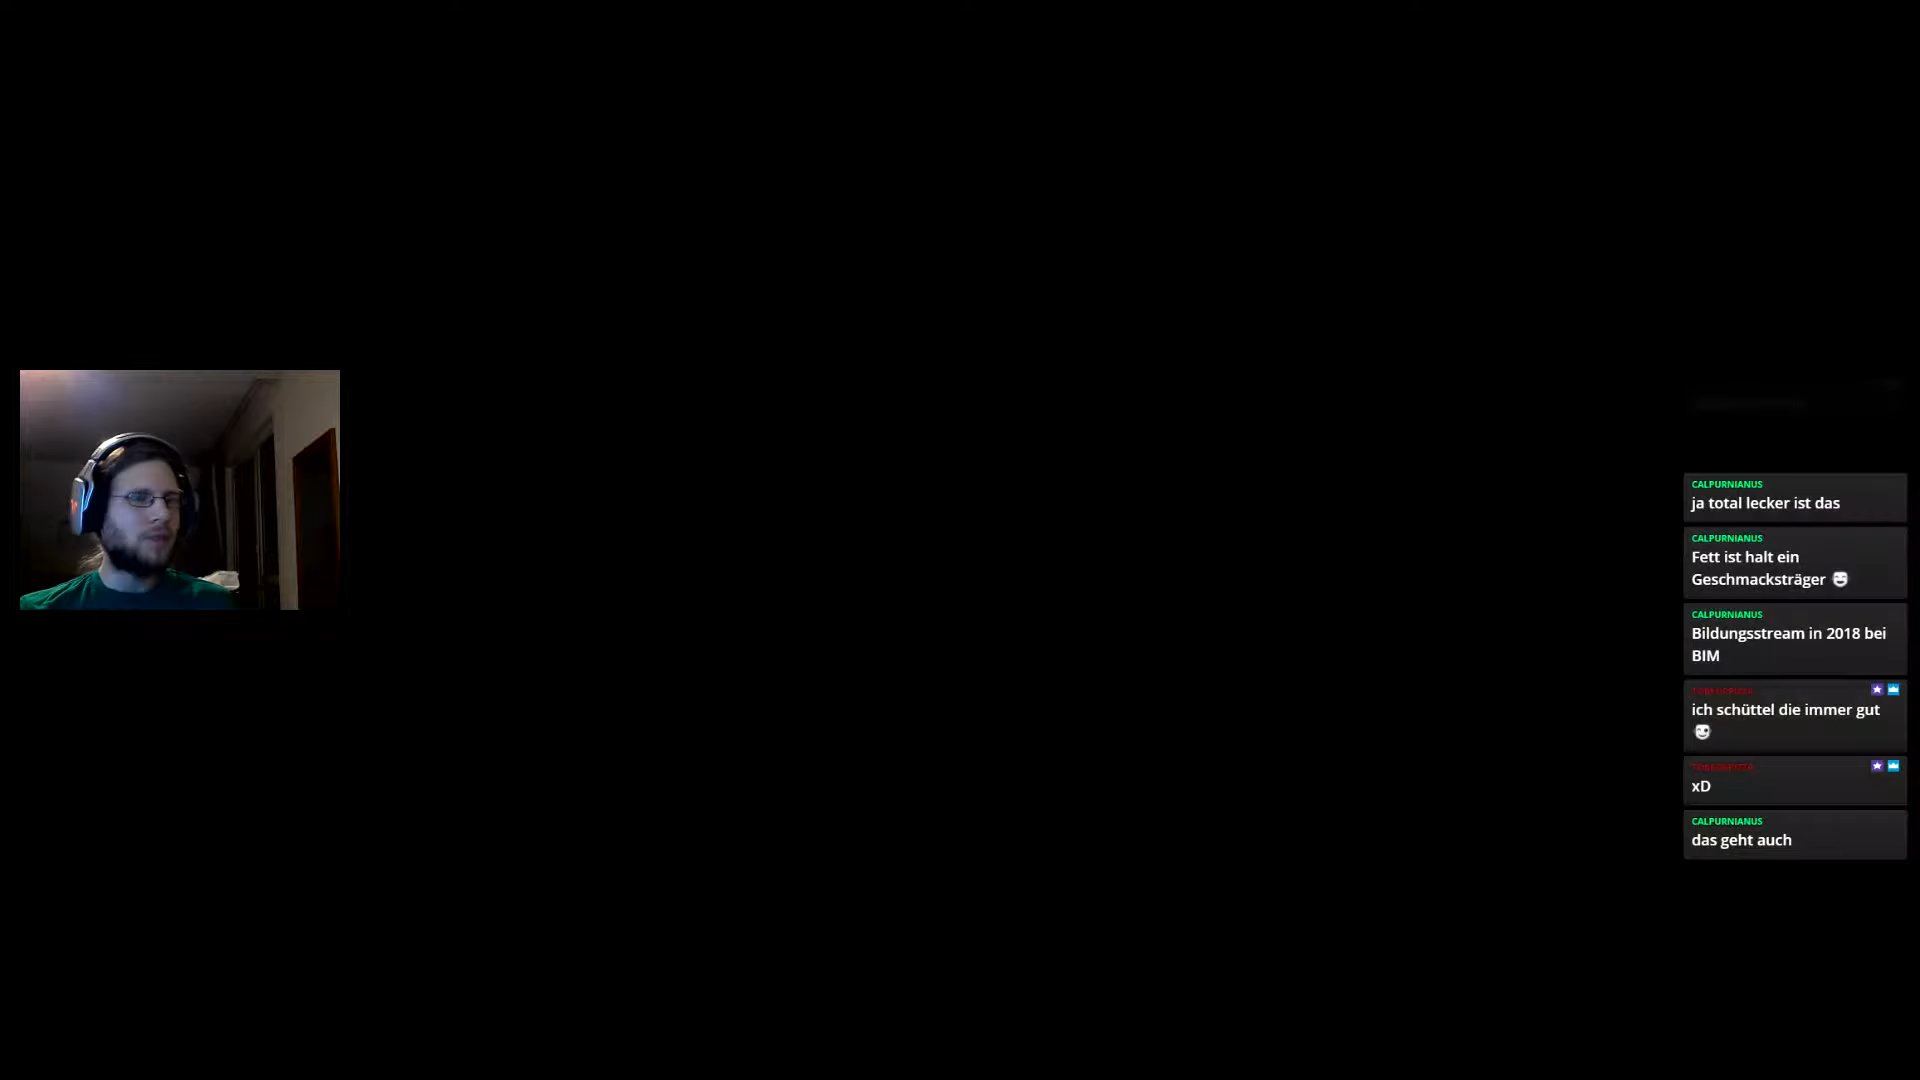 CALPURNIANUS
ja total lecker ist das
CALPURNIANUS
Fett ist halt ein
Geschmacksträger
CALPURNIANUS
Bildungsstream in 2018 bei
BIM
ich schüttel die immer gut
xD
CALPURNIANUS
das geht auch